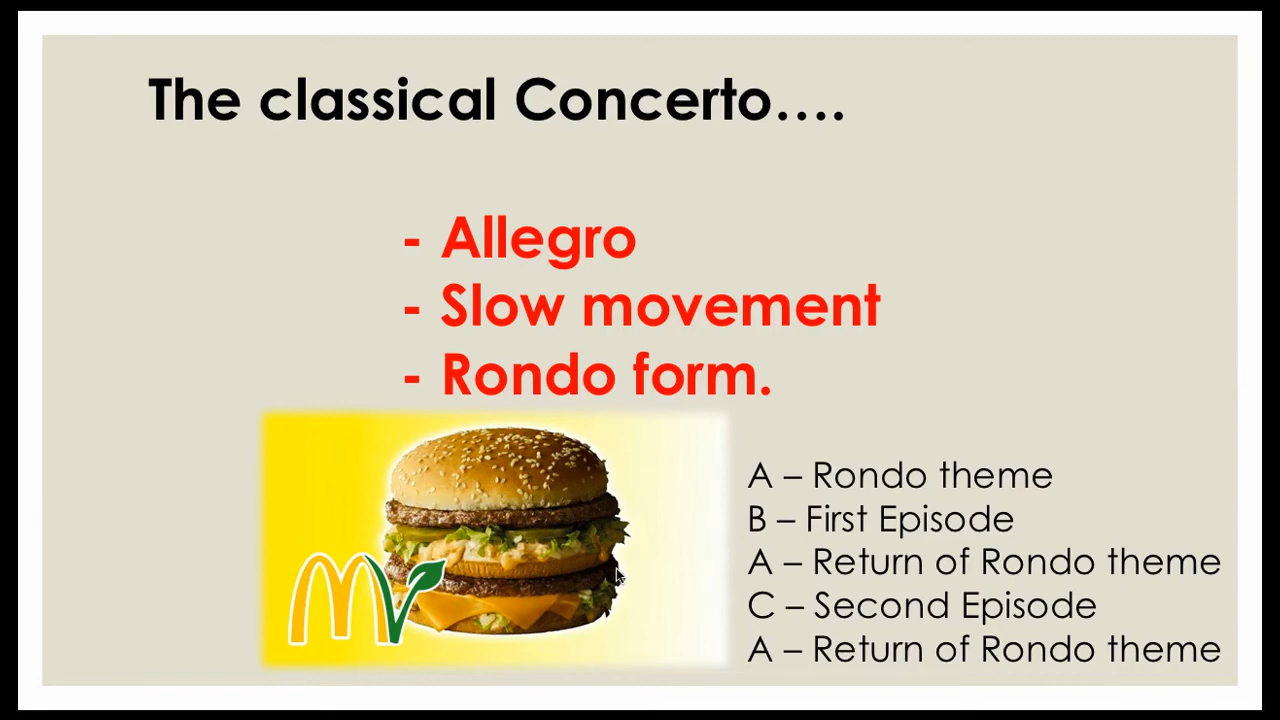 The classical Concerto....
- Allegro
- Slow movement
- Rondo form.
A – Rondo theme
B – First Episode
A – Return of Rondo theme
C – Second Episode
A – Return of Rondo theme
MV